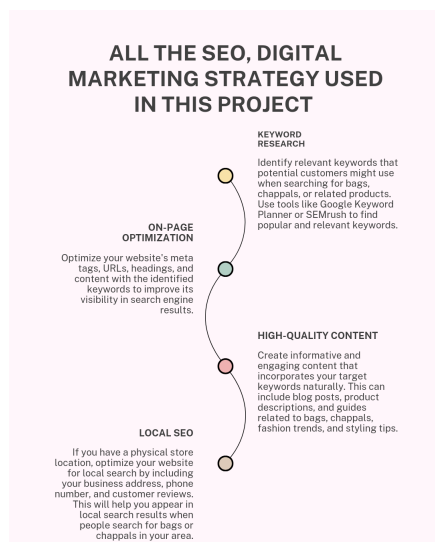 ALL THE SEO, DIGITAL
MARKETING STRATEGY USED
IN THIS PROJECT
KEYWORD
RESEARCH
Identify relevant keywords that
potential customers might use
when searching for bags,
chappals, or related products.
Use tools like Google Keyword
Planner or SEMrush to find
popular and relevant keywords.
ON-PAGE
OPTIMIZATION
Optimize your website's meta
tags, URLs, headings, and
content with the identified
keywords to improve its
visibility in search engine
results.
HIGH-QUALITY CONTENT
Create informative and
engaging content that
incorporates your target
keywords naturally. This can
include blog posts, product
descriptions, and guides
related to bags, chappals,
fashion trends, and styling tips.
LOCAL SEO
If you have a physical store
location, optimize your website
for local search by including
your business address, phone
number, and customer reviews.
This will help you appear in
local search results when
people search for bags or
chappals in your area.